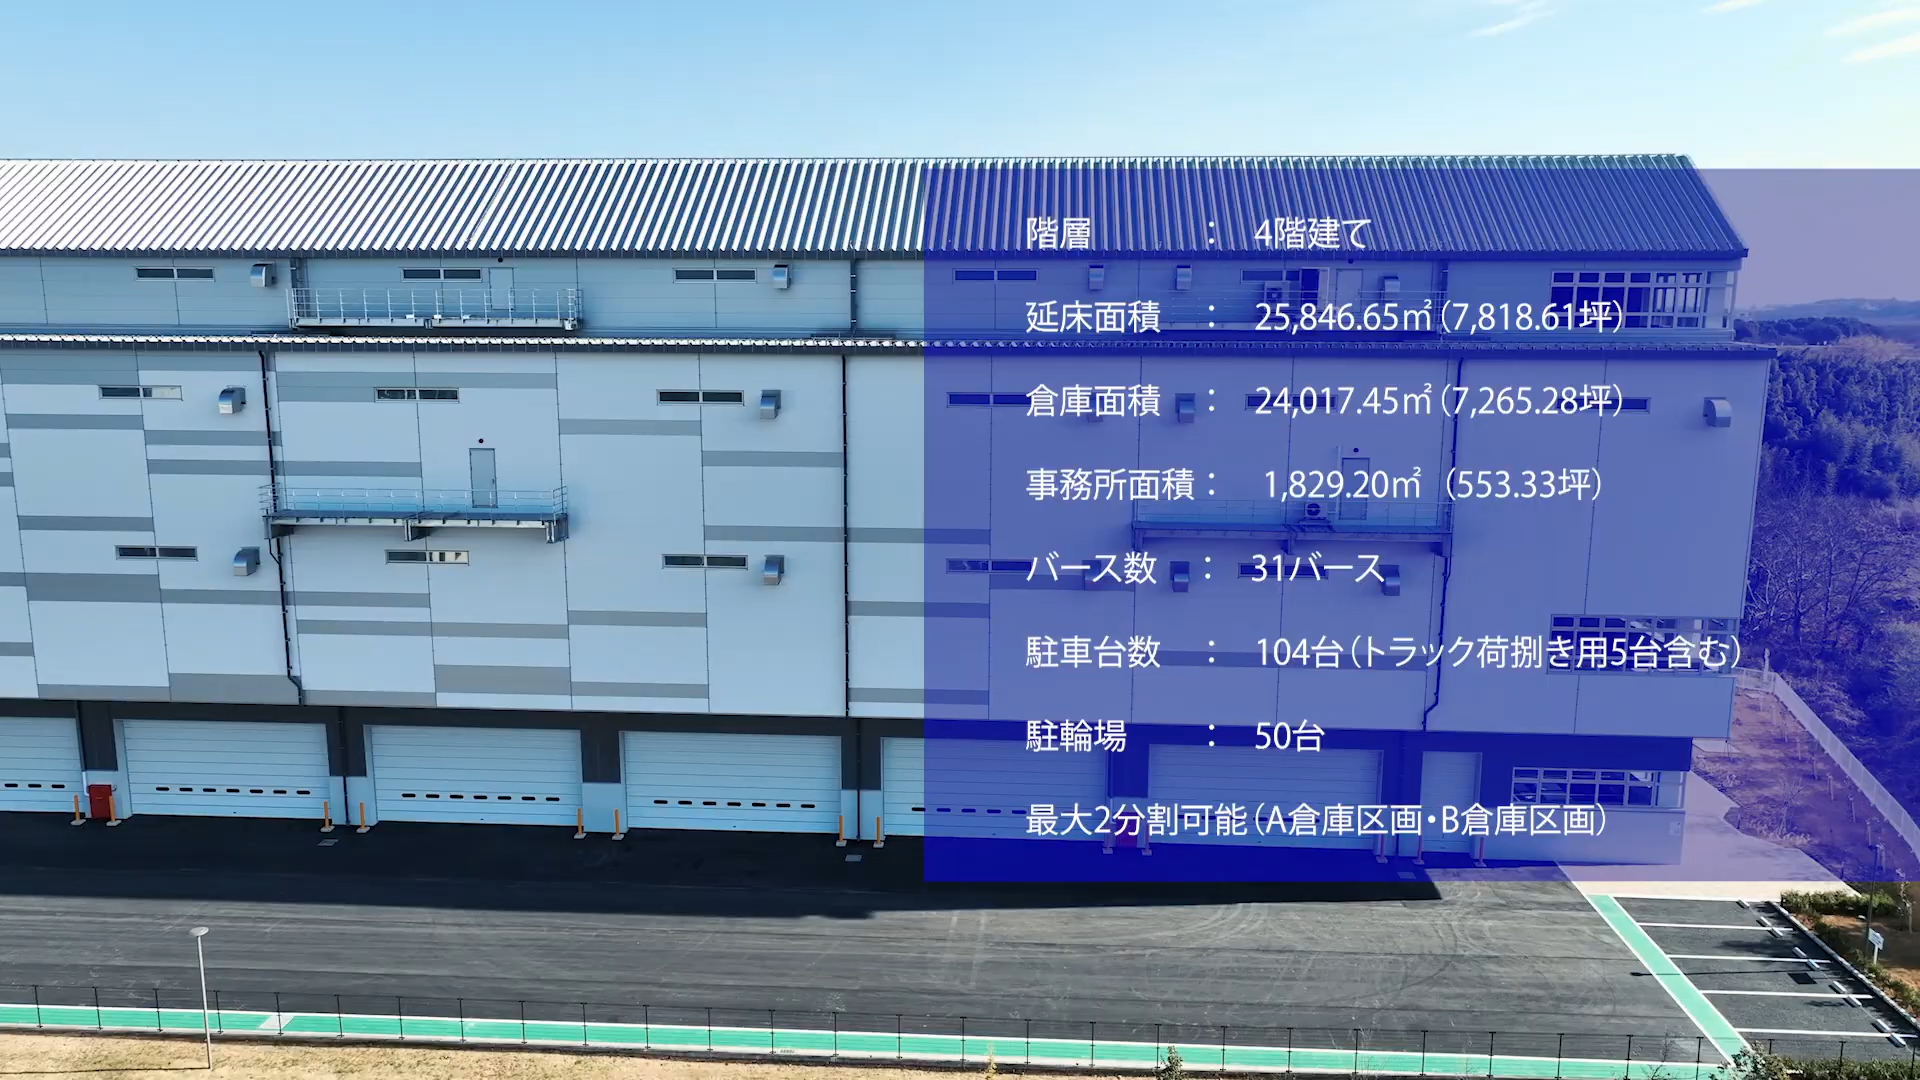 階層 : 4階建て
延床面積 : 25,846.65㎡(7,818.61坪)
倉庫面積 : 24,017.45㎡(7,265.28坪)
事務所面積: 1,829.20㎡ (553.33坪)
バース数 : 31バース
駐車台数 : 104台(トラック荷捌き用5台含む)
駐輪場 : 50台
最大2分割可能(A倉庫区画・B倉庫区画)